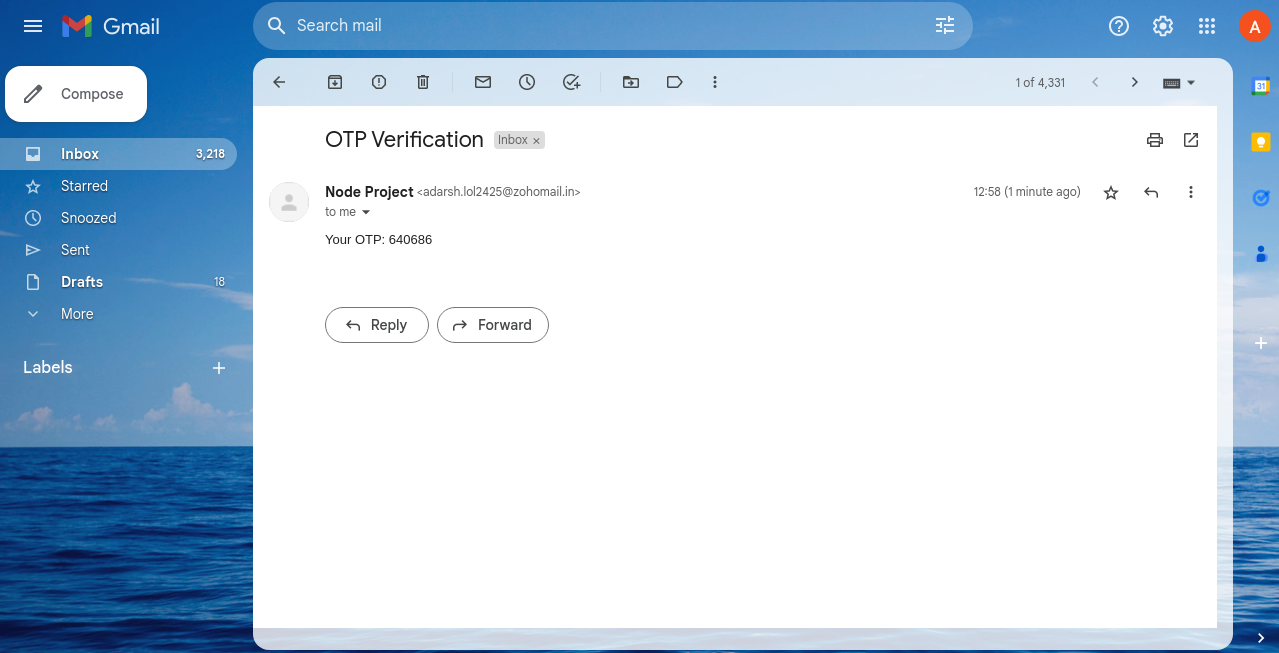 Gmail
Search mail
A
Compose
1 of 4,331
31
OTP Verification
Inbox ×
Inbox 3,218
Node Project <adarsh.lol2425@zohomail.in>
12:58 (1 minute ago)
Starred
to me
Snoozed
Your OTP: 640686
Sent
Drafts 18
More
Reply
Forward
Labels